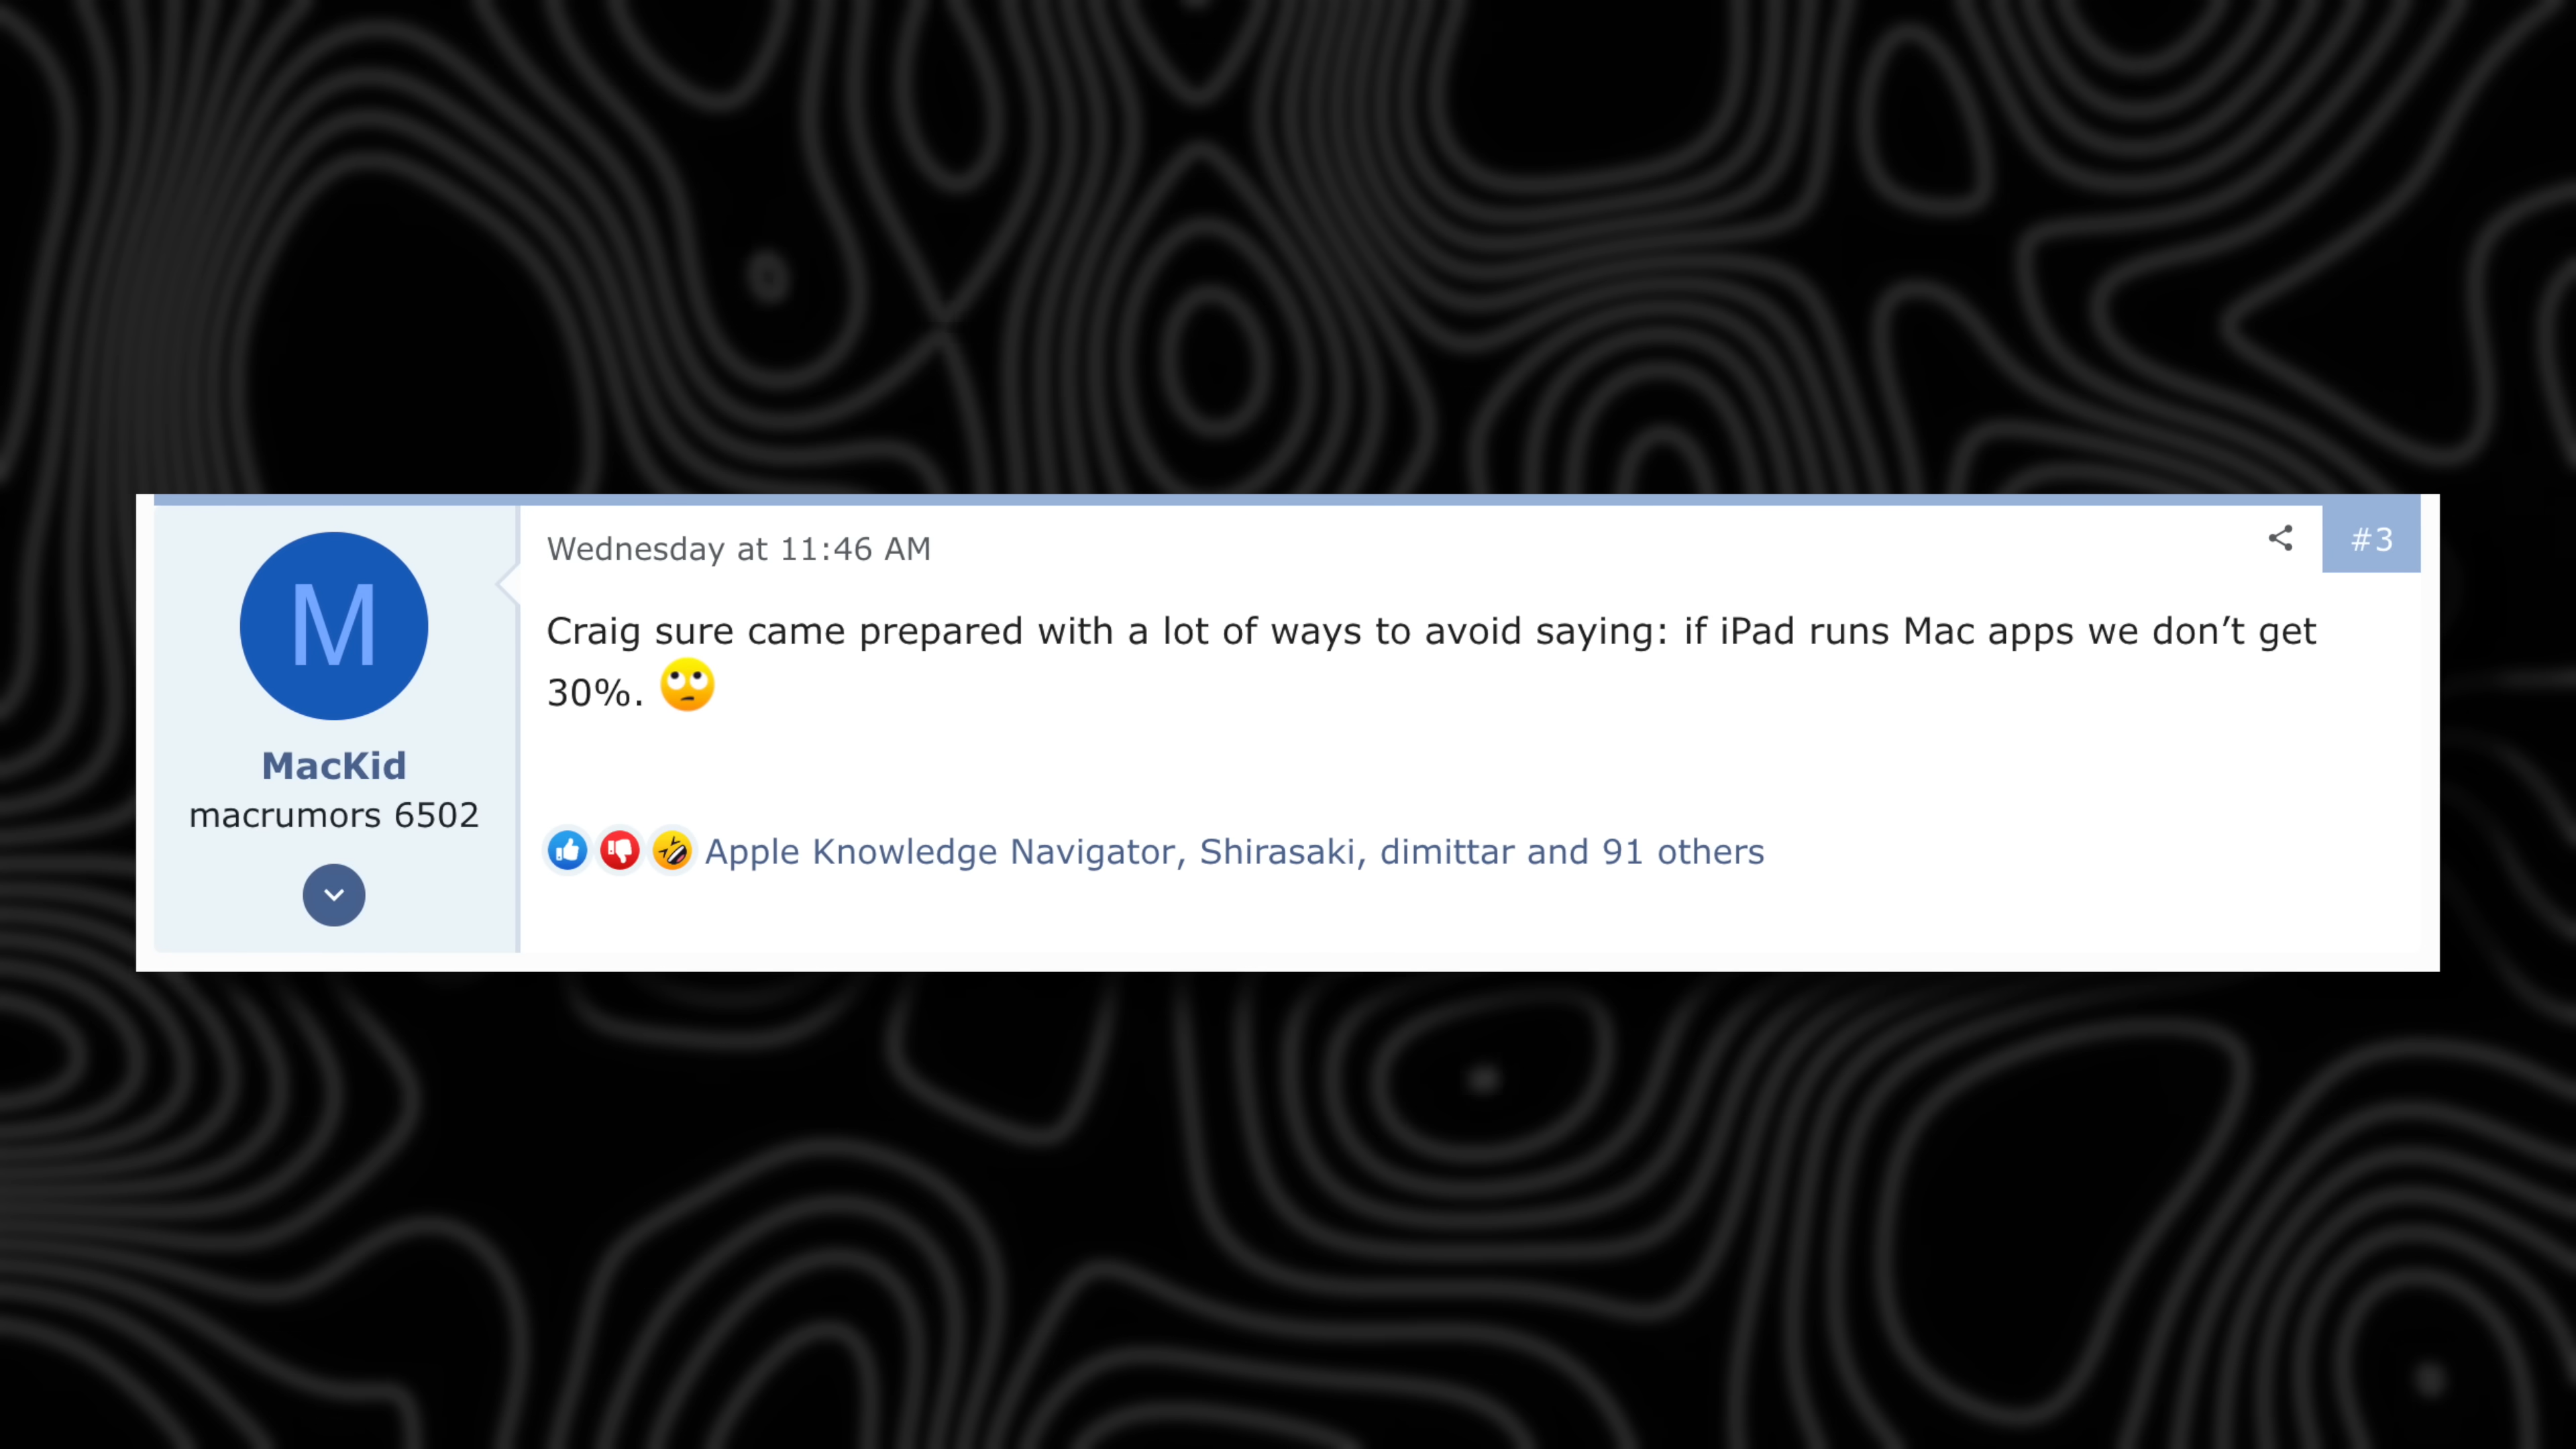 M
MacKid
macrumors 6502
Wednesday at 11:46 AM
#3
Craig sure came prepared with a lot of ways to avoid saying: if iPad runs Mac apps we don’t get
30%. 🙄
Apple Knowledge Navigator, Shirasaki, dimittar and 91 others